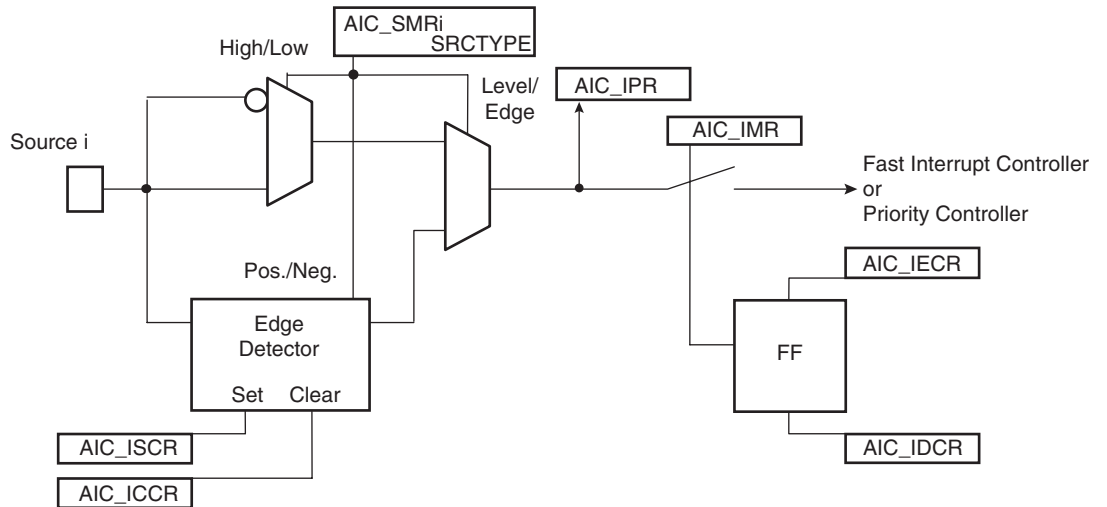 AIC_SMRi
SRCTYPE
High/Low
Level/
Edge
AIC_IPR
AIC_IMR
Source i
Fast Interrupt Controller
or
Priority Controller
Pos./Neg.
AIC_IECR
Edge
Detector
FF
Set Clear
AIC_ISCR
AIC_IDCR
AIC_ICCR